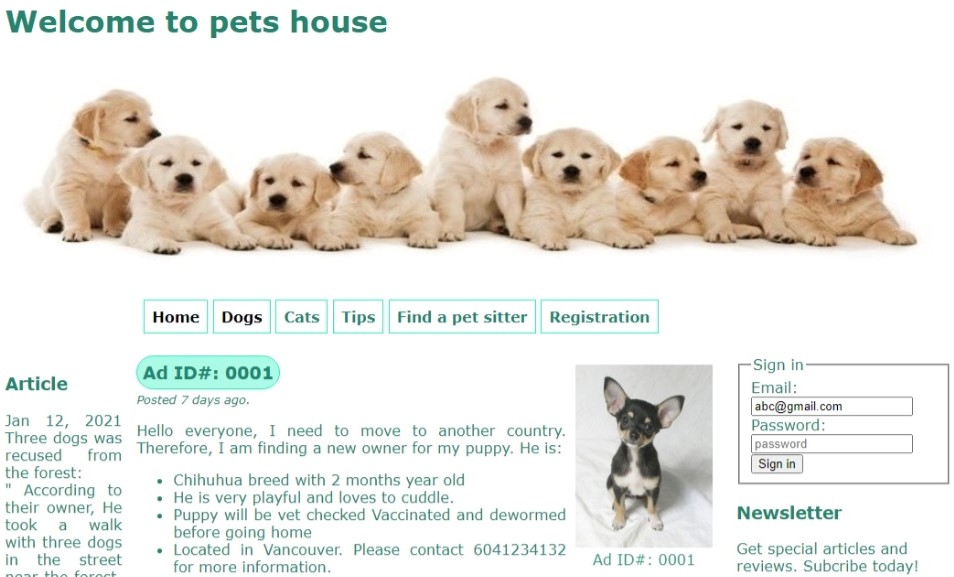 Welcome to pets house
Home Dogs Cats Tips Find a pet sitter Registration
Article
Jan 12, 2021
Three dogs was
recused from
the forest:
" According to
their owner, He
took a walk
with three dogs
in the street
near the forest.
Ad ID#: 0001
Posted 7 days ago.
Hello everyone, I need to move to another country.
Therefore, I am finding a new owner for my puppy. He is:
• Chihuhua breed with 2 months year old
• He is very playful and loves to cuddle.
• Puppy will be vet checked Vaccinated and dewormed
before going home
• Located in Vancouver. Please contact 6041234132
for more information.
Ad ID#: 0001
Sign in
Email:
abc@gmail.com
Password:
password
Sign in
Newsletter
Get special articles and
reviews. Subcribe today!